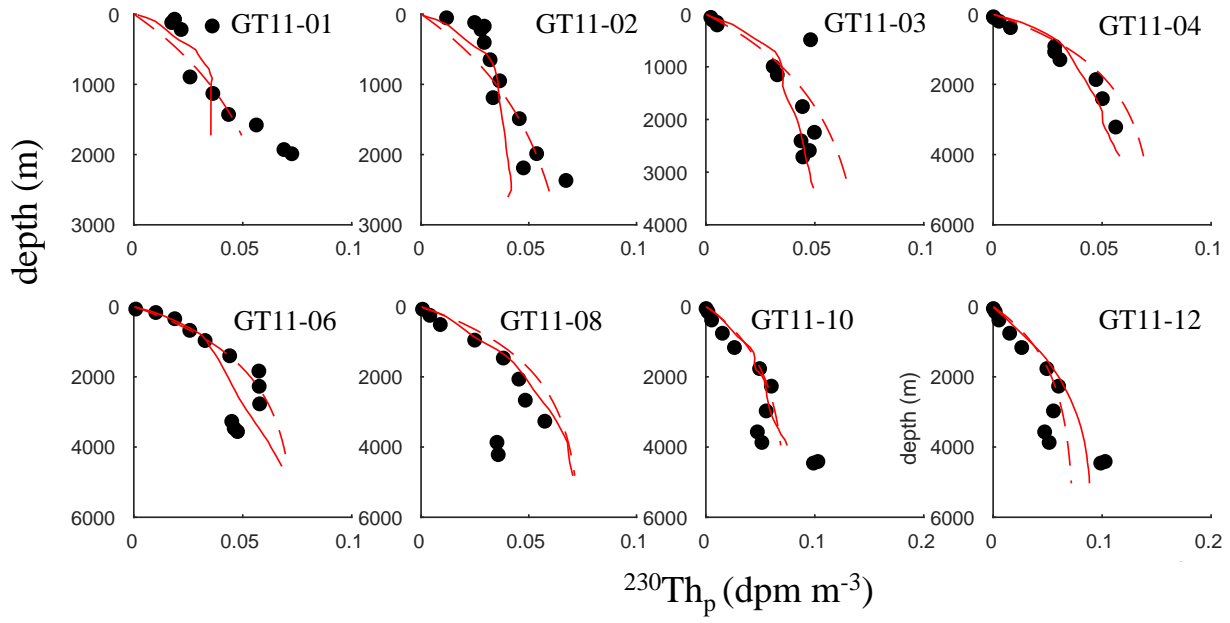 GT11-01 GT11-02 GT11-03 GT11-04
0 0 0 0
1000 1000 1000 2000
2000 2000 2000 4000
3000 3000 3000 6000
4000
0 0.05 0.1 0 0.05 0.1 0 0.05 0.1 0 0.05 0.1
depth (m)
GT11-06 GT11-08 GT11-10 GT11-12
0 0 0 0
2000 2000 2000 2000
4000 4000 4000 4000
6000 6000 6000 6000
depth (m)
0 0.05 0.1 0 0.05 0.1 0 0.1 0.2 0 0.1 0.2
²³⁰Thₚ (dpm m⁻³)